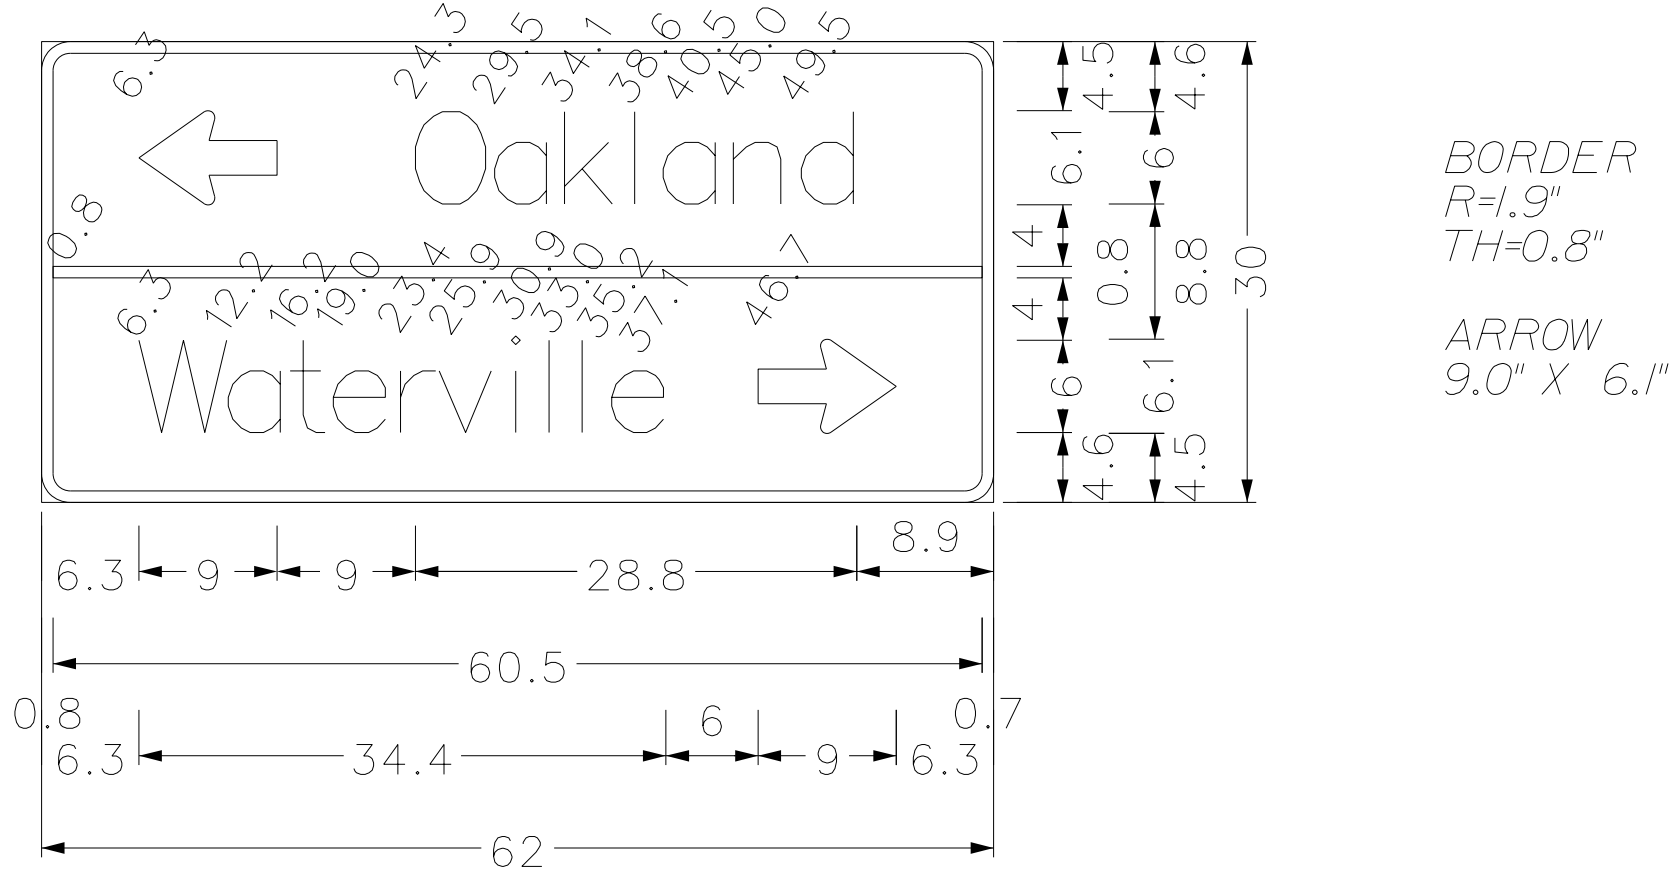 6.3 24.3 29.5 34.1 38.6 40.5 45.0 49.5
Oakland
0.8
6.3 12.2 16.2 19.0 23.4 25.9 30.9 33.0 35.2 37.1 46.7
Waterville
4.5 6.1 4 4 6 4.6
4.6 6 0.8 8.8 6.1 4.5
30
BORDER
R=1.9"
TH=0.8"
ARROW
9.0" X 6.1"
6.3 9 9 28.8 8.9
60.5
0.8 0.7
6.3 34.4 6 9 6.3
62